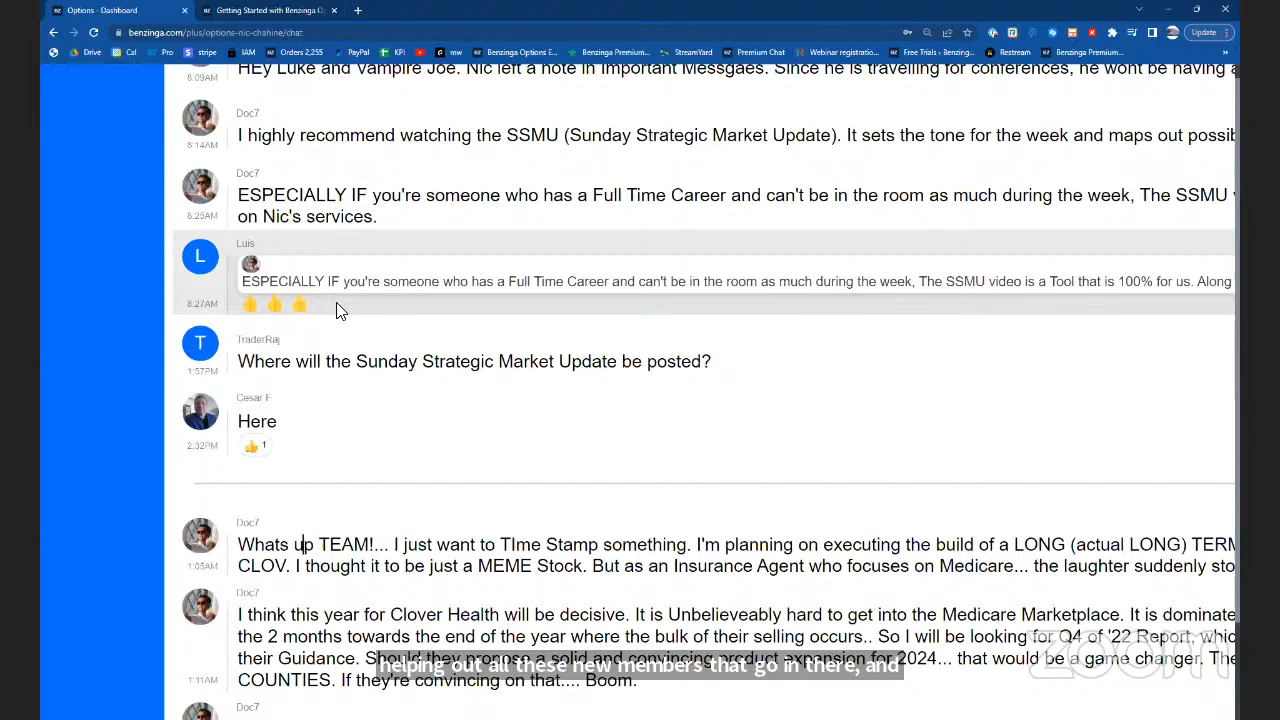 Options - Dashboard
Getting Started with Benzinga O
benzinga.com/plus/options-nic-chahine/chat
Update
Drive
Cal
Pro
stripe
IAM
Orders 2,255
PayPal
KPI
mw
Benzinga Options E...
Benzinga Premium...
StreamYard
Premium Chat
Webinar registratio...
Free Trials ‹ Benzing...
Restream
Benzinga Premium...
8:09AM
HEy Luke and Vampire Joe. Nic left a note in Important Messgaes. Since he is travelling for conferences, he wont be having a
Doc7
I highly recommend watching the SSMU (Sunday Strategic Market Update). It sets the tone for the week and maps out possib
8:14AM
Doc7
ESPECIALLY IF you're someone who has a Full Time Career and can't be in the room as much during the week, The SSMU
on Nic's services.
8:25AM
Luis
L
ESPECIALLY IF you're someone who has a Full Time Career and can't be in the room as much during the week, The SSMU video is a Tool that is 100% for us. Along
8:27AM
👍 👍 👍
TraderRaj
T
Where will the Sunday Strategic Market Update be posted?
1:57PM
Cesar F
Here
2:32PM
👍 1
Doc7
Whats up TEAM!... I just want to TIme Stamp something. I'm planning on executing the build of a LONG (actual LONG) TERM
CLOV. I thought it to be just a MEME Stock. But as an Insurance Agent who focuses on Medicare... the laughter suddenly sto
1:05AM
Doc7
I think this year for Clover Health will be decisive. It is Unbelieveably hard to get into the Medicare Marketplace. It is dominate
the 2 months towards the end of the year where the bulk of their selling occurs.. So I will be looking for Q4 of '22 Report, whic
their Guidance. Should they promise a solid and convincing product expansion for 2024... that would be a game changer. The
COUNTIES. If they're convincing on that.... Boom.
1:11AM
helping out all these new members that go in there, and
zoom
Doc7